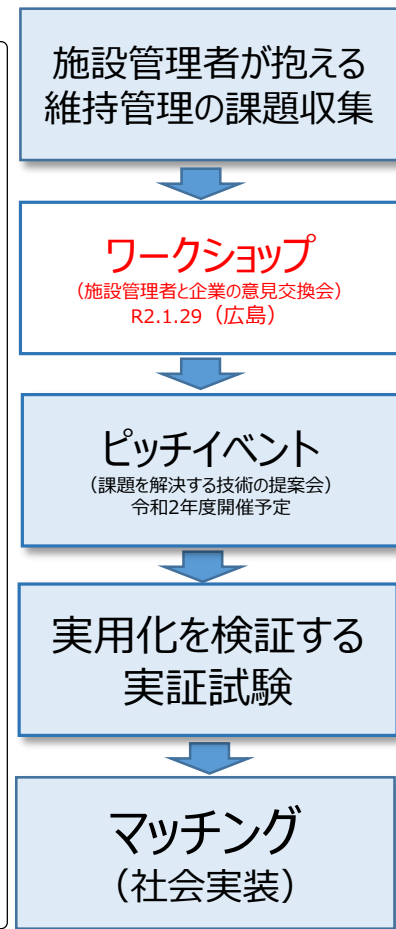 施設管理者が抱える
維持管理の課題収集
ワークショップ
（施設管理者と企業の意見交換会）
R2.1.29（広島）
ピッチイベント
（課題を解決する技術の提案会）
令和2年度開催予定
実用化を検証する
実証試験
マッチング
（社会実装）